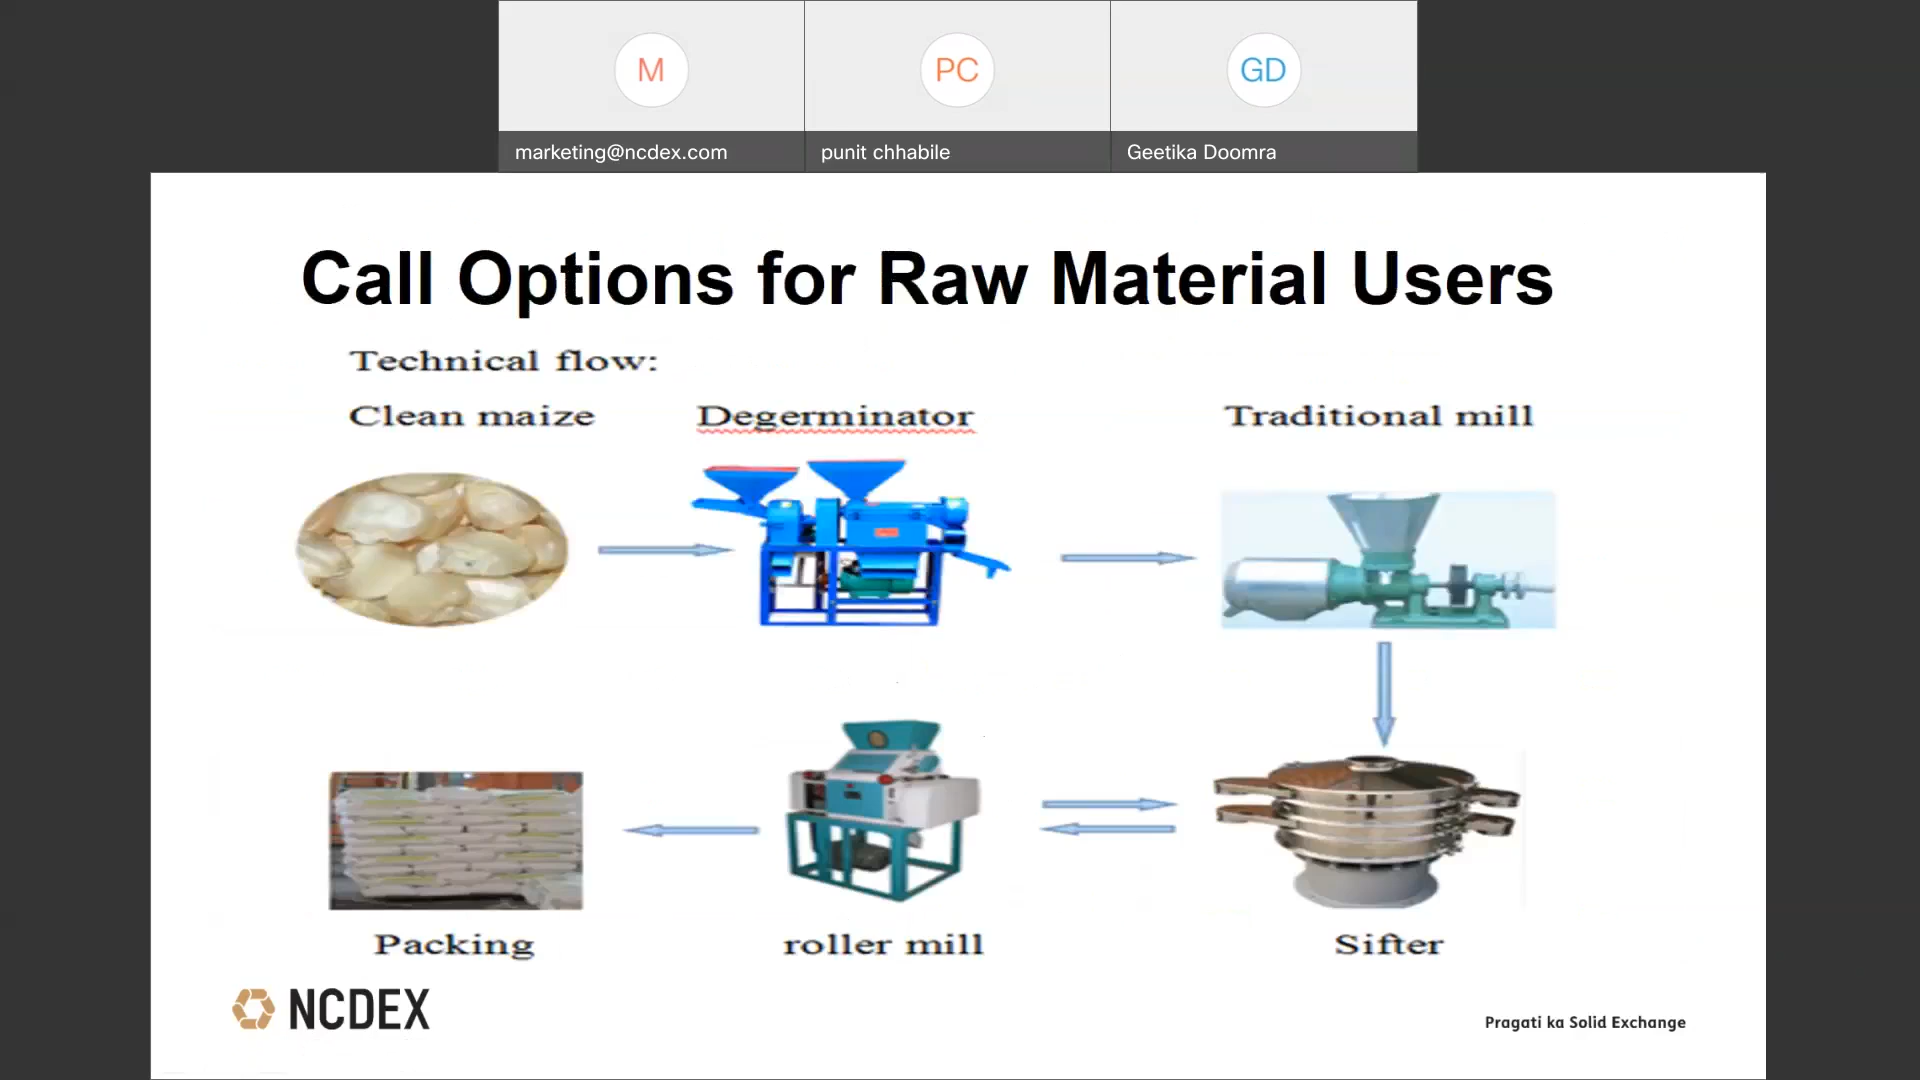 M
PC
GD
marketing@ncdex.com
punit chhabile
Geetika Doomra
Call Options for Raw Material Users
Technical flow:
Clean maize
Degerminator
Traditional mill
Packing
roller mill
Sifter
NCDEX
Pragati ka Solid Exchange